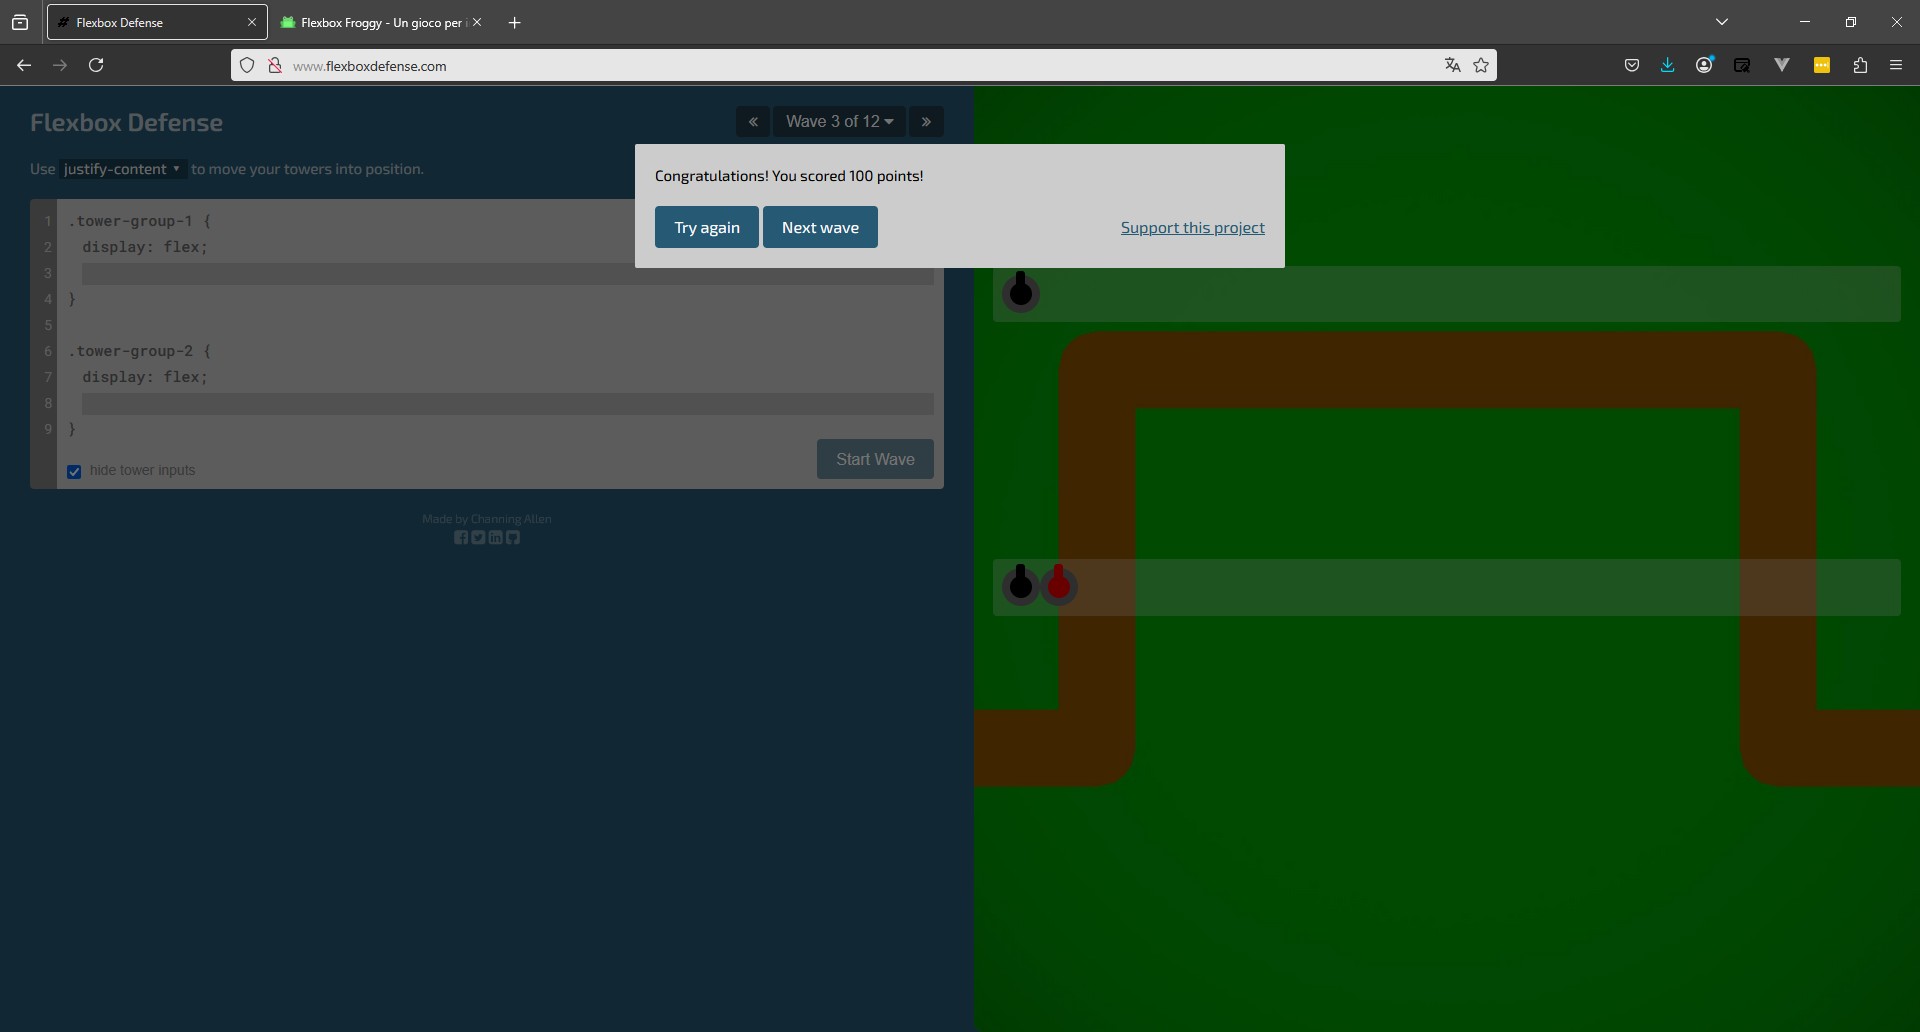 Flexbox Defense
Flexbox Froggy - Un gioco per i
www.flexboxdefense.com
Flexbox Defense
« Wave 3 of 12 »
Use justify-content to move your towers into position.
Congratulations! You scored 100 points!
Try again Next wave Support this project
1 .tower-group-1 {
2 display: flex;
3
4 }
5
6 .tower-group-2 {
7 display: flex;
8
9 }
hide tower inputs
Start Wave
Made by Channing Allen